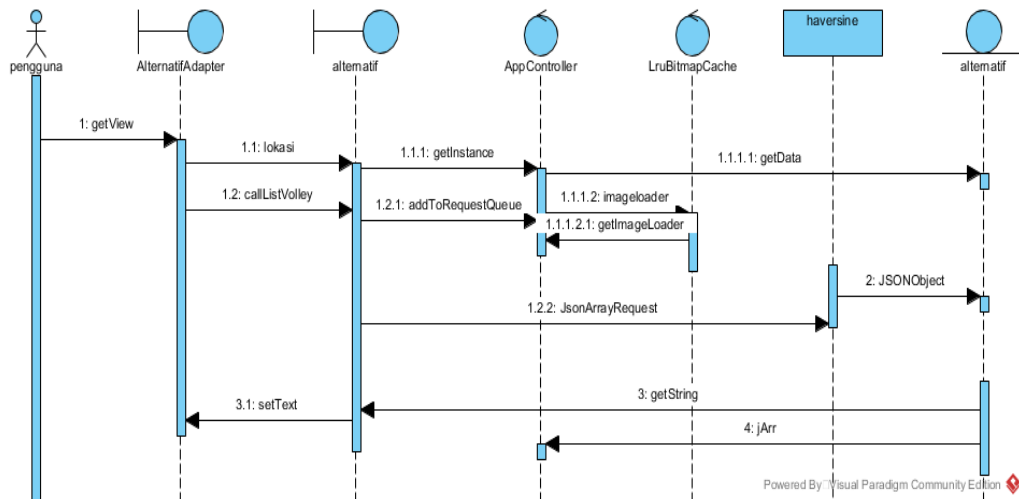 haversine
pengguna
AlternatifAdapter
alternatif
AppController
LruBitmapCache
alternatif
1: getView
1.1: lokasi
1.1.1: getInstance
1.1.1.1: getData
1.2: callListVolley
1.2.1: addToRequestQueue
1.1.1.2: imageloader
1.1.1.2.1: getImageLoader
2: JSONObject
1.2.2: JsonArrayRequest
3: getString
3.1: setText
4: jArr
Powered By Visual Paradigm Community Edition